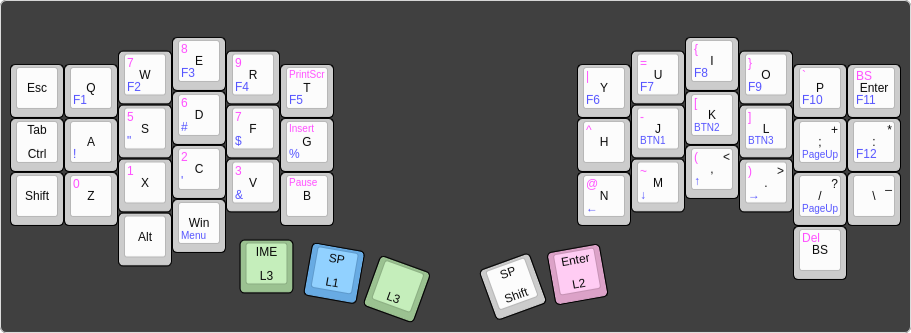 8
E
F3
{
I
F8
7
W
F2
9
R
F4
=
U
F7
}
O
F9
Esc
Q
F1
PrintScr
T
F5
|
Y
F6
`
P
F10
BS
Enter
F11
6
D
#
[
K
BTN2
5
S
"
7
F
$
-
J
BTN1
]
L
BTN3
Tab
Ctrl
A
!
Insert
G
%
^
H
+
;
PageUp
*
:
F12
2
C
'
(
<
,
↑
1
X
3
V
&
~
M
↓
)
>
.
→
Shift
0
Z
Pause
B
@
N
←
?
/
PageUp
_
\
Alt
Win
Menu
Del
BS
IME
L3
SP
L1
L3
SP
Shift
Enter
L2